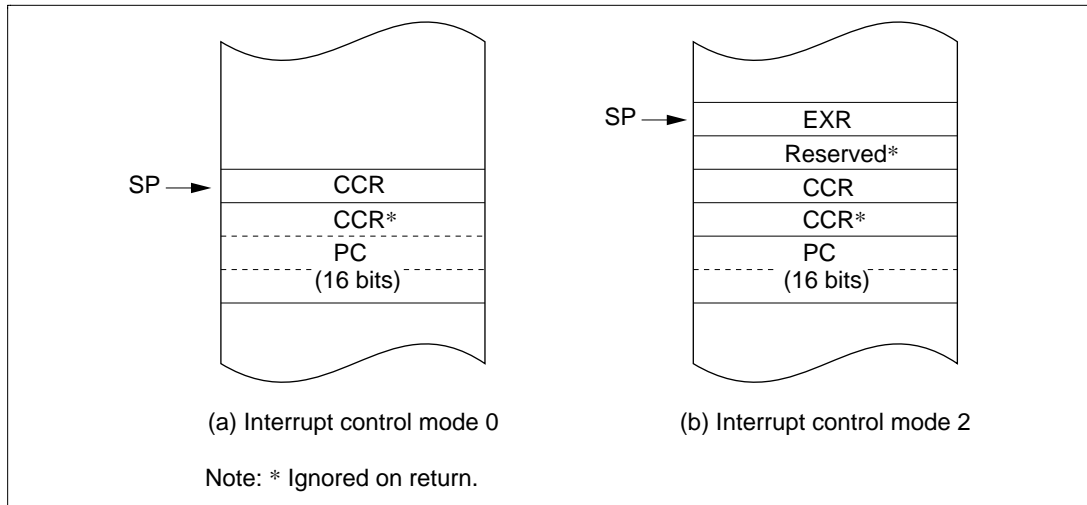 SP
CCR
CCR*
PC
(16 bits)
(a) Interrupt control mode 0
SP
EXR
Reserved*
CCR
CCR*
PC
(16 bits)
(b) Interrupt control mode 2
Note: * Ignored on return.